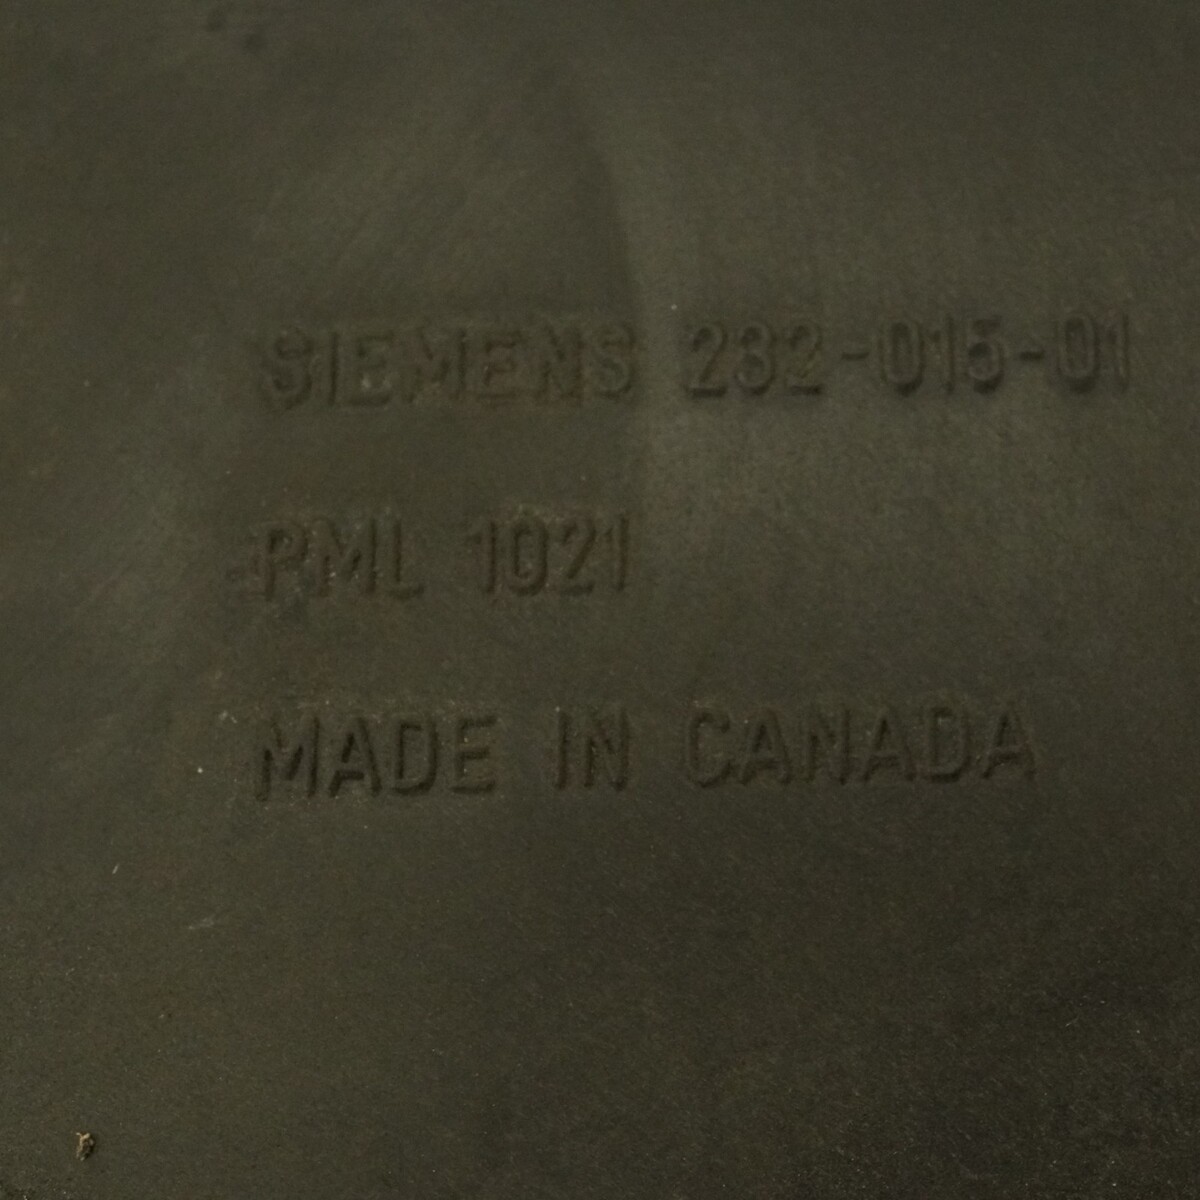 SIEMENS 232-015-01
PML 1021
MADE IN CANADA